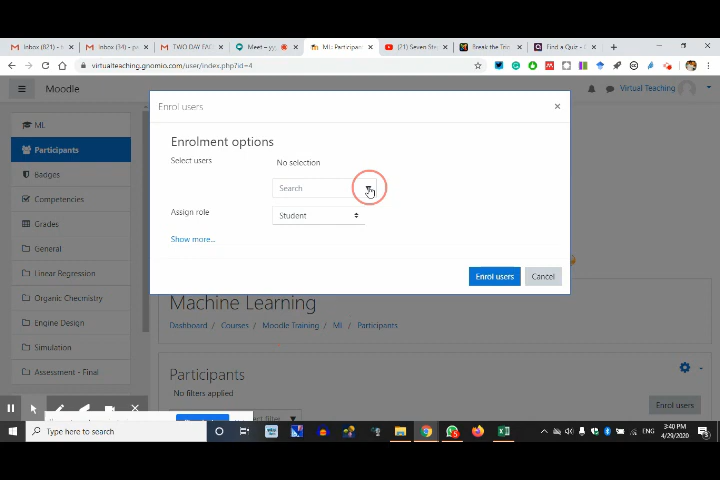 Inbox (821) - n
Inbox (34) - p
TWO DAY FA
Meet – yy
ML: Participan
(21) Seven Ste
Break the Tri
Find a Quiz - L
virtualteaching.gnomio.com/user/index.php?id=4
Moodle
Virtual Teaching
ML
Participants
Badges
Competencies
Grades
General
Linear Regression
Organic Checmistry
Engine Design
Simulation
Assessment - Final
Enrol users
Enrolment options
Select users
No selection
Search
Assign role
Student
Show more...
Enrol users
Cancel
Machine Learning
Dashboard / Courses / Moodle Training / ML / Participants
Participants
No filters applied
Enrol users
Type here to search
ENG
3:40 PM
4/29/2020